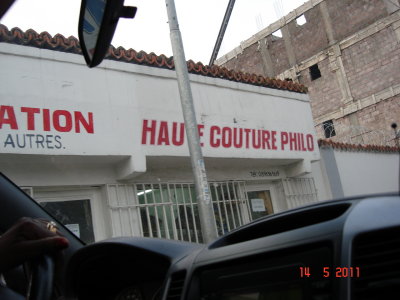 ATION
AUTRES.
HAUTE COUTURE PHILO
14 5 2011